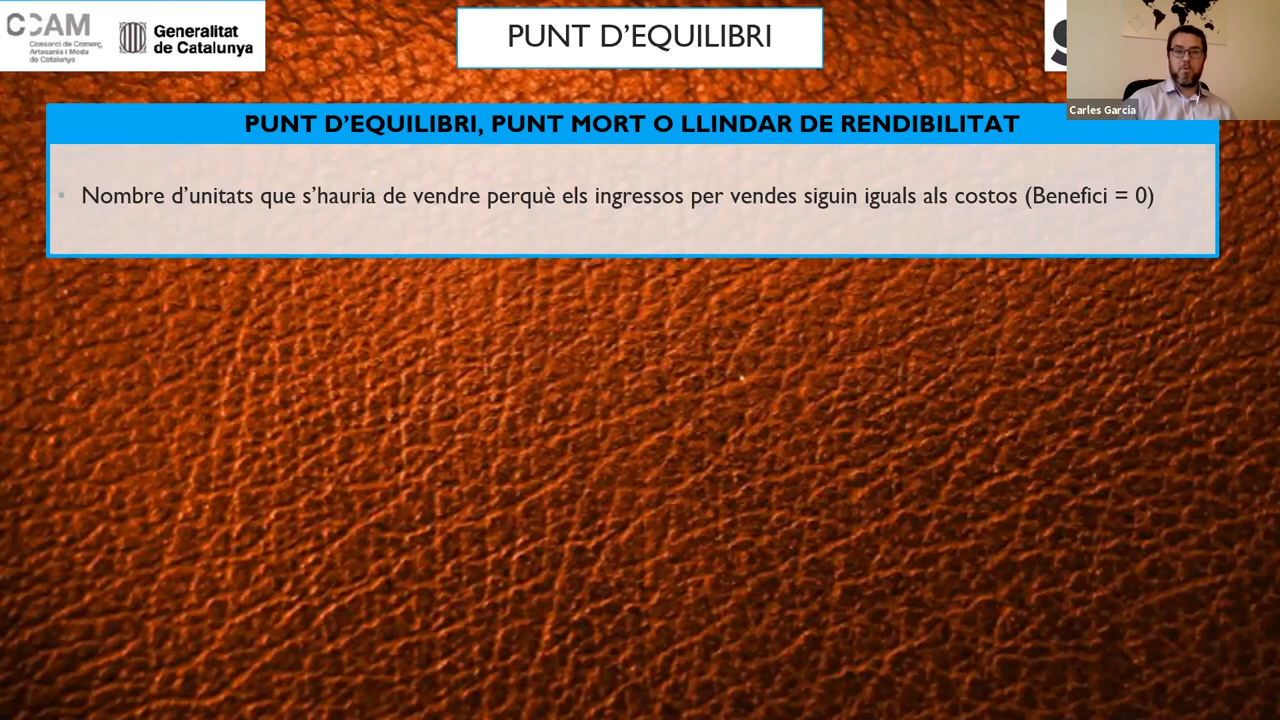 CCAM
Consorci de Comerç,
Artesania i Moda
de Catalunya
Generalitat
de Catalunya
PUNT D'EQUILIBRI
Carles García
PUNT D'EQUILIBRI, PUNT MORT O LLINDAR DE RENDIBILITAT
• Nombre d'unitats que s'hauria de vendre perquè els ingressos per vendes siguin iguals als costos (Benefici = 0)